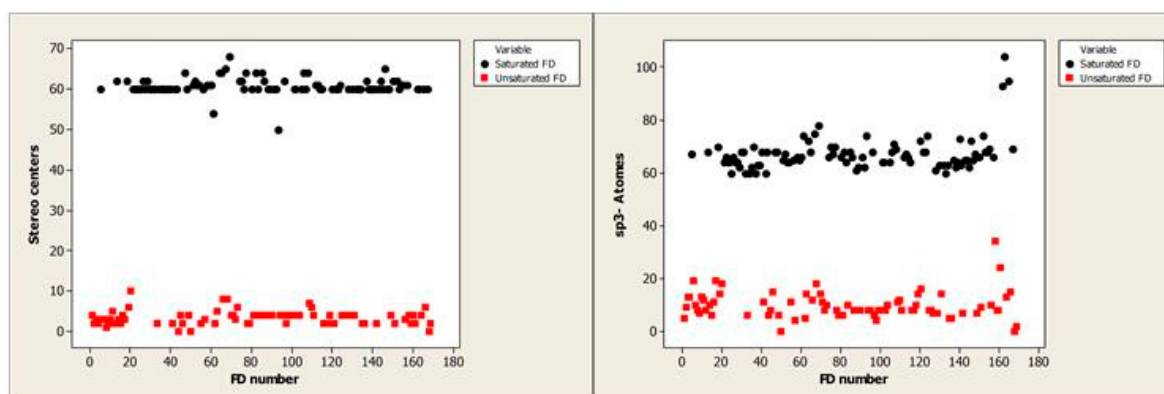 Variable
Saturated FD
Unsaturated FD
Stereo centers
70
60
50
40
30
20
10
0
0 20 40 60 80 100 120 140 160 180
FD number
Variable
Saturated FD
Unsaturated FD
sp3- Atomes
100
80
60
40
20
0
0 20 40 60 80 100 120 140 160 180
FD number